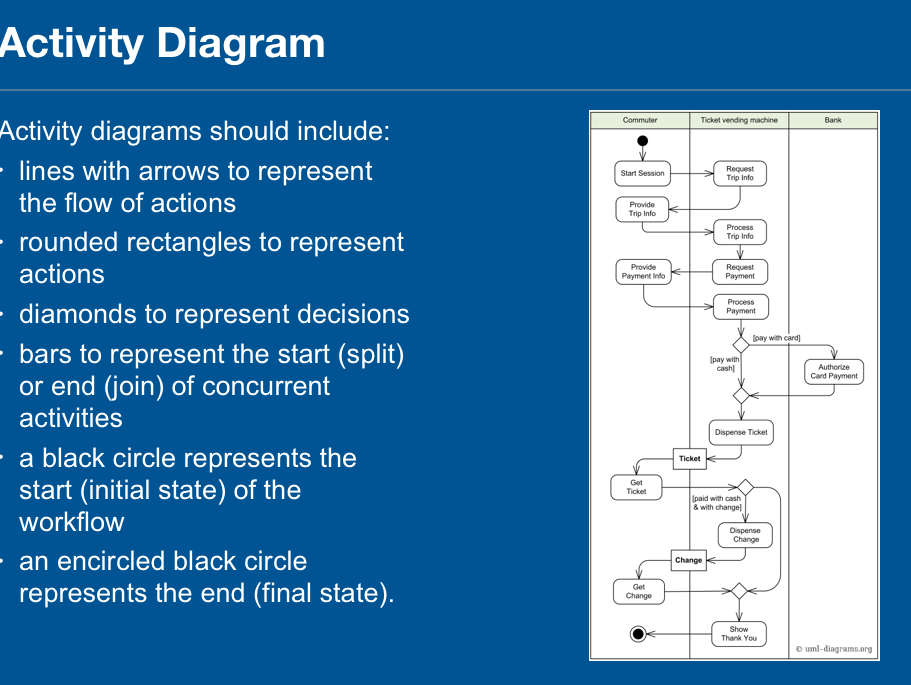 Activity Diagram
Activity diagrams should include:
• lines with arrows to represent
the flow of actions
• rounded rectangles to represent
actions
• diamonds to represent decisions
• bars to represent the start (split)
or end (join) of concurrent
activities
• a black circle represents the
start (initial state) of the
workflow
• an encircled black circle
represents the end (final state).
Commuter
Ticket vending machine
Bank
Start Session
Request
Trip Info
Provide
Trip Info
Process
Trip Info
Provide
Payment Info
Request
Payment
Process
Payment
[pay with card]
[pay with
cash]
Authorize
Card Payment
Dispense Ticket
Ticket
Get
Ticket
[paid with cash
& with change]
Dispense
Change
Change
Get
Change
Show
Thank You
© uml-diagrams.org